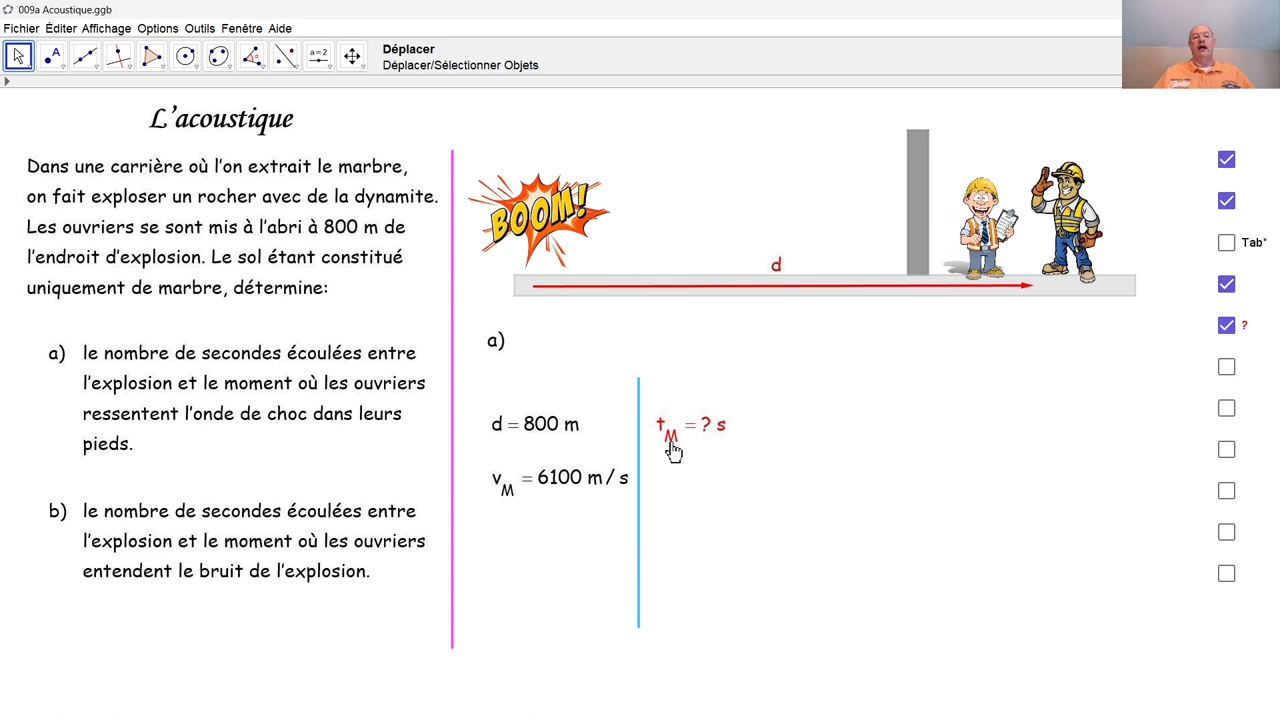 009a Acoustique.ggb
Fichier Éditer Affichage Options Outils Fenêtre Aide
A
a=2
Déplacer
Déplacer/Sélectionner Objets
L'acoustique
Dans une carrière où l'on extrait le marbre,
on fait exploser un rocher avec de la dynamite.
Les ouvriers se sont mis à l'abri à 800 m de
l'endroit d'explosion. Le sol étant constitué
uniquement de marbre, détermine:
a) le nombre de secondes écoulées entre
l'explosion et le moment où les ouvriers
ressentent l'onde de choc dans leurs
pieds.
b) le nombre de secondes écoulées entre
l'explosion et le moment où les ouvriers
entendent le bruit de l'explosion.
BOOM!
d
a)
d = 800 m
v_M = 6100 m / s
t_M = ? s
Tab°
?